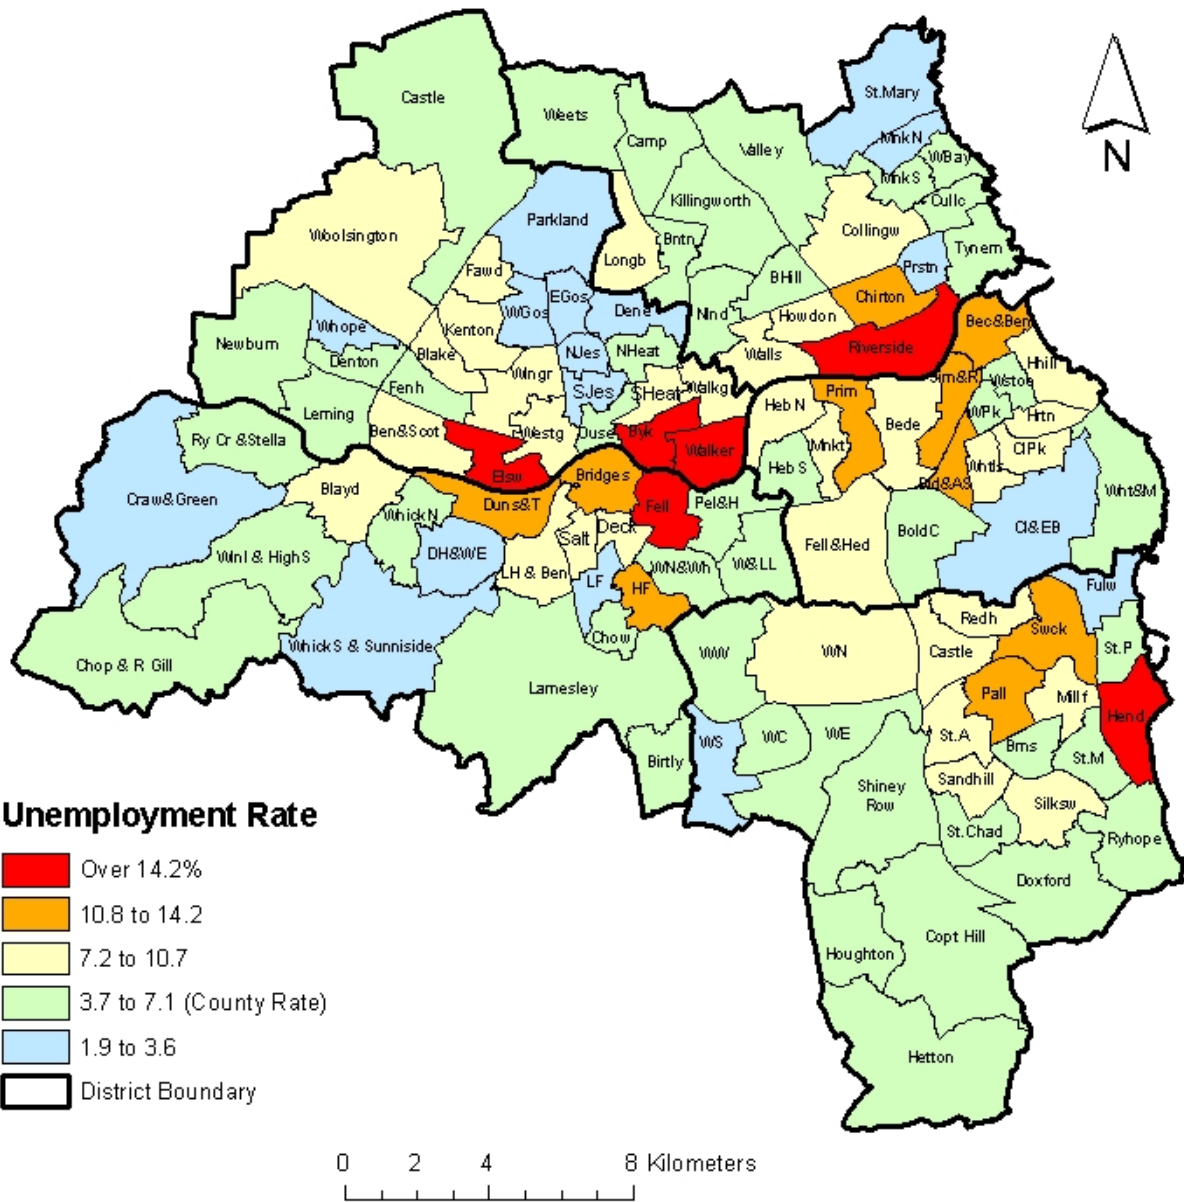 Castle
Weets
Camp
Valley
St.Mary
MnkN
WBay
MnkS
Cullc
N
Killingworth
Parkland
Woolsington
Bntn
Collingw
Tynem
Longb
Fawd
BHill
Prstn
EGos
Chirton
WGos
Dene
Nlnd
Howdon
Bec&Ben
Whope
Kenton
Newburn
Denton
Blake
NJes
NHeat
Walls
Riverside
Hhill
Fenh
Wngr
SJes
SHeat
Walkg
Prim
Jim&R
Wstoe
Leming
Heb N
WPk
Hrtn
Ben&Scot
Westg
Ouse
Byk
Walker
Bede
Ry Cr &Stella
Mnkt
ClPk
Elsw
Bridges
Heb S
Whtls
Craw&Green
Blayd
Duns&T
Fell
Pel&H
Bld&AS
Wht&M
WhickN
Deck
Salt
Cl&EB
BoldC
Fell&Hed
Winl & HighS
DH&WE
LH & Ben
LF
WN&Wh
W&LL
HF
Fulw
Redh
Swck
Chow
WhickS & Sunniside
WW
WN
Castle
St.P
Chop & R Gill
Lamesley
Pall
Millf
Hend
WS
WC
WE
St.A
Brns
St.M
Birtly
Sandhill
Shiney
Row
Silksw
Unemployment Rate
St.Chad
Ryhope
Over 14.2%
Doxford
10.8 to 14.2
Copt Hill
7.2 to 10.7
Houghton
3.7 to 7.1 (County Rate)
1.9 to 3.6
Hetton
District Boundary
0 2 4 8 Kilometers